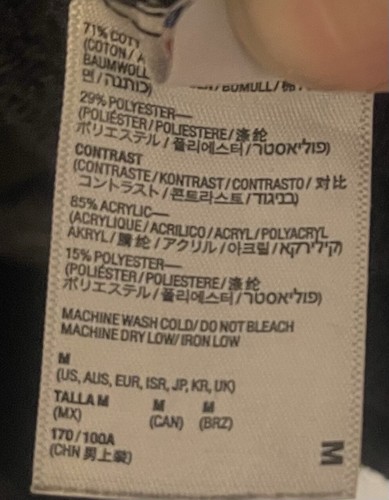 71% COTT
(COTON / A
BAUMWOLL
면 / כותנה) / BOMULL / 棉
29% POLYESTER—
(POLIÉSTER / POLIESTERE / 涤纶
ポリエステル / 폴리에스터 / פוליאסטר)
CONTRAST
(CONTRASTE / KONTRAST / CONTRASTO / 对比
コントラスト / 콘트라스트 / בניגוד)
85% ACRYLIC—
(ACRYLIQUE / ACRILICO / ACRYL / POLYACRYL
AKRYL / 腈纶 / アクリル / 아크릴 / קילירקא)
15% POLYESTER—
(POLIÉSTER / POLIESTERE / 涤纶
ポリエステル / 폴리에스터 / פוליאסטר)
MACHINE WASH COLD / DO NOT BLEACH
MACHINE DRY LOW / IRON LOW
M
(US, AUS, EUR, ISR, JP, KR, UK)
TALLA M M M
(MX) (CAN) (BRZ)
170 / 100A
(CHN 男上装)
M